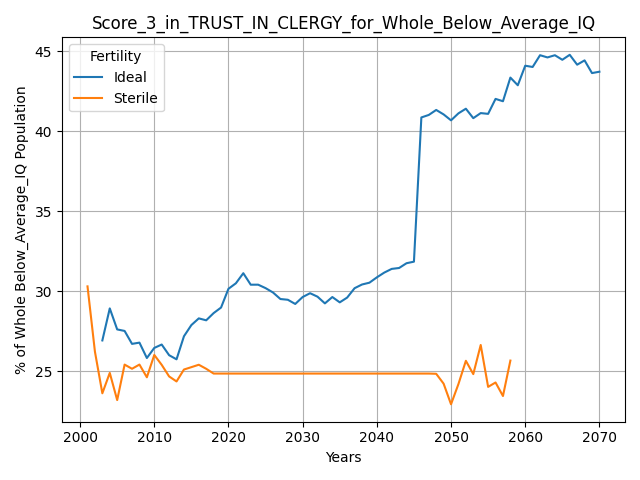 Score_3_in_TRUST_IN_CLERGY_for_Whole_Below_Average_IQ
% of Whole Below_Average_IQ Population
45
40
35
30
25
Fertility
Ideal
Sterile
2000 2010 2020 2030 2040 2050 2060 2070
Years